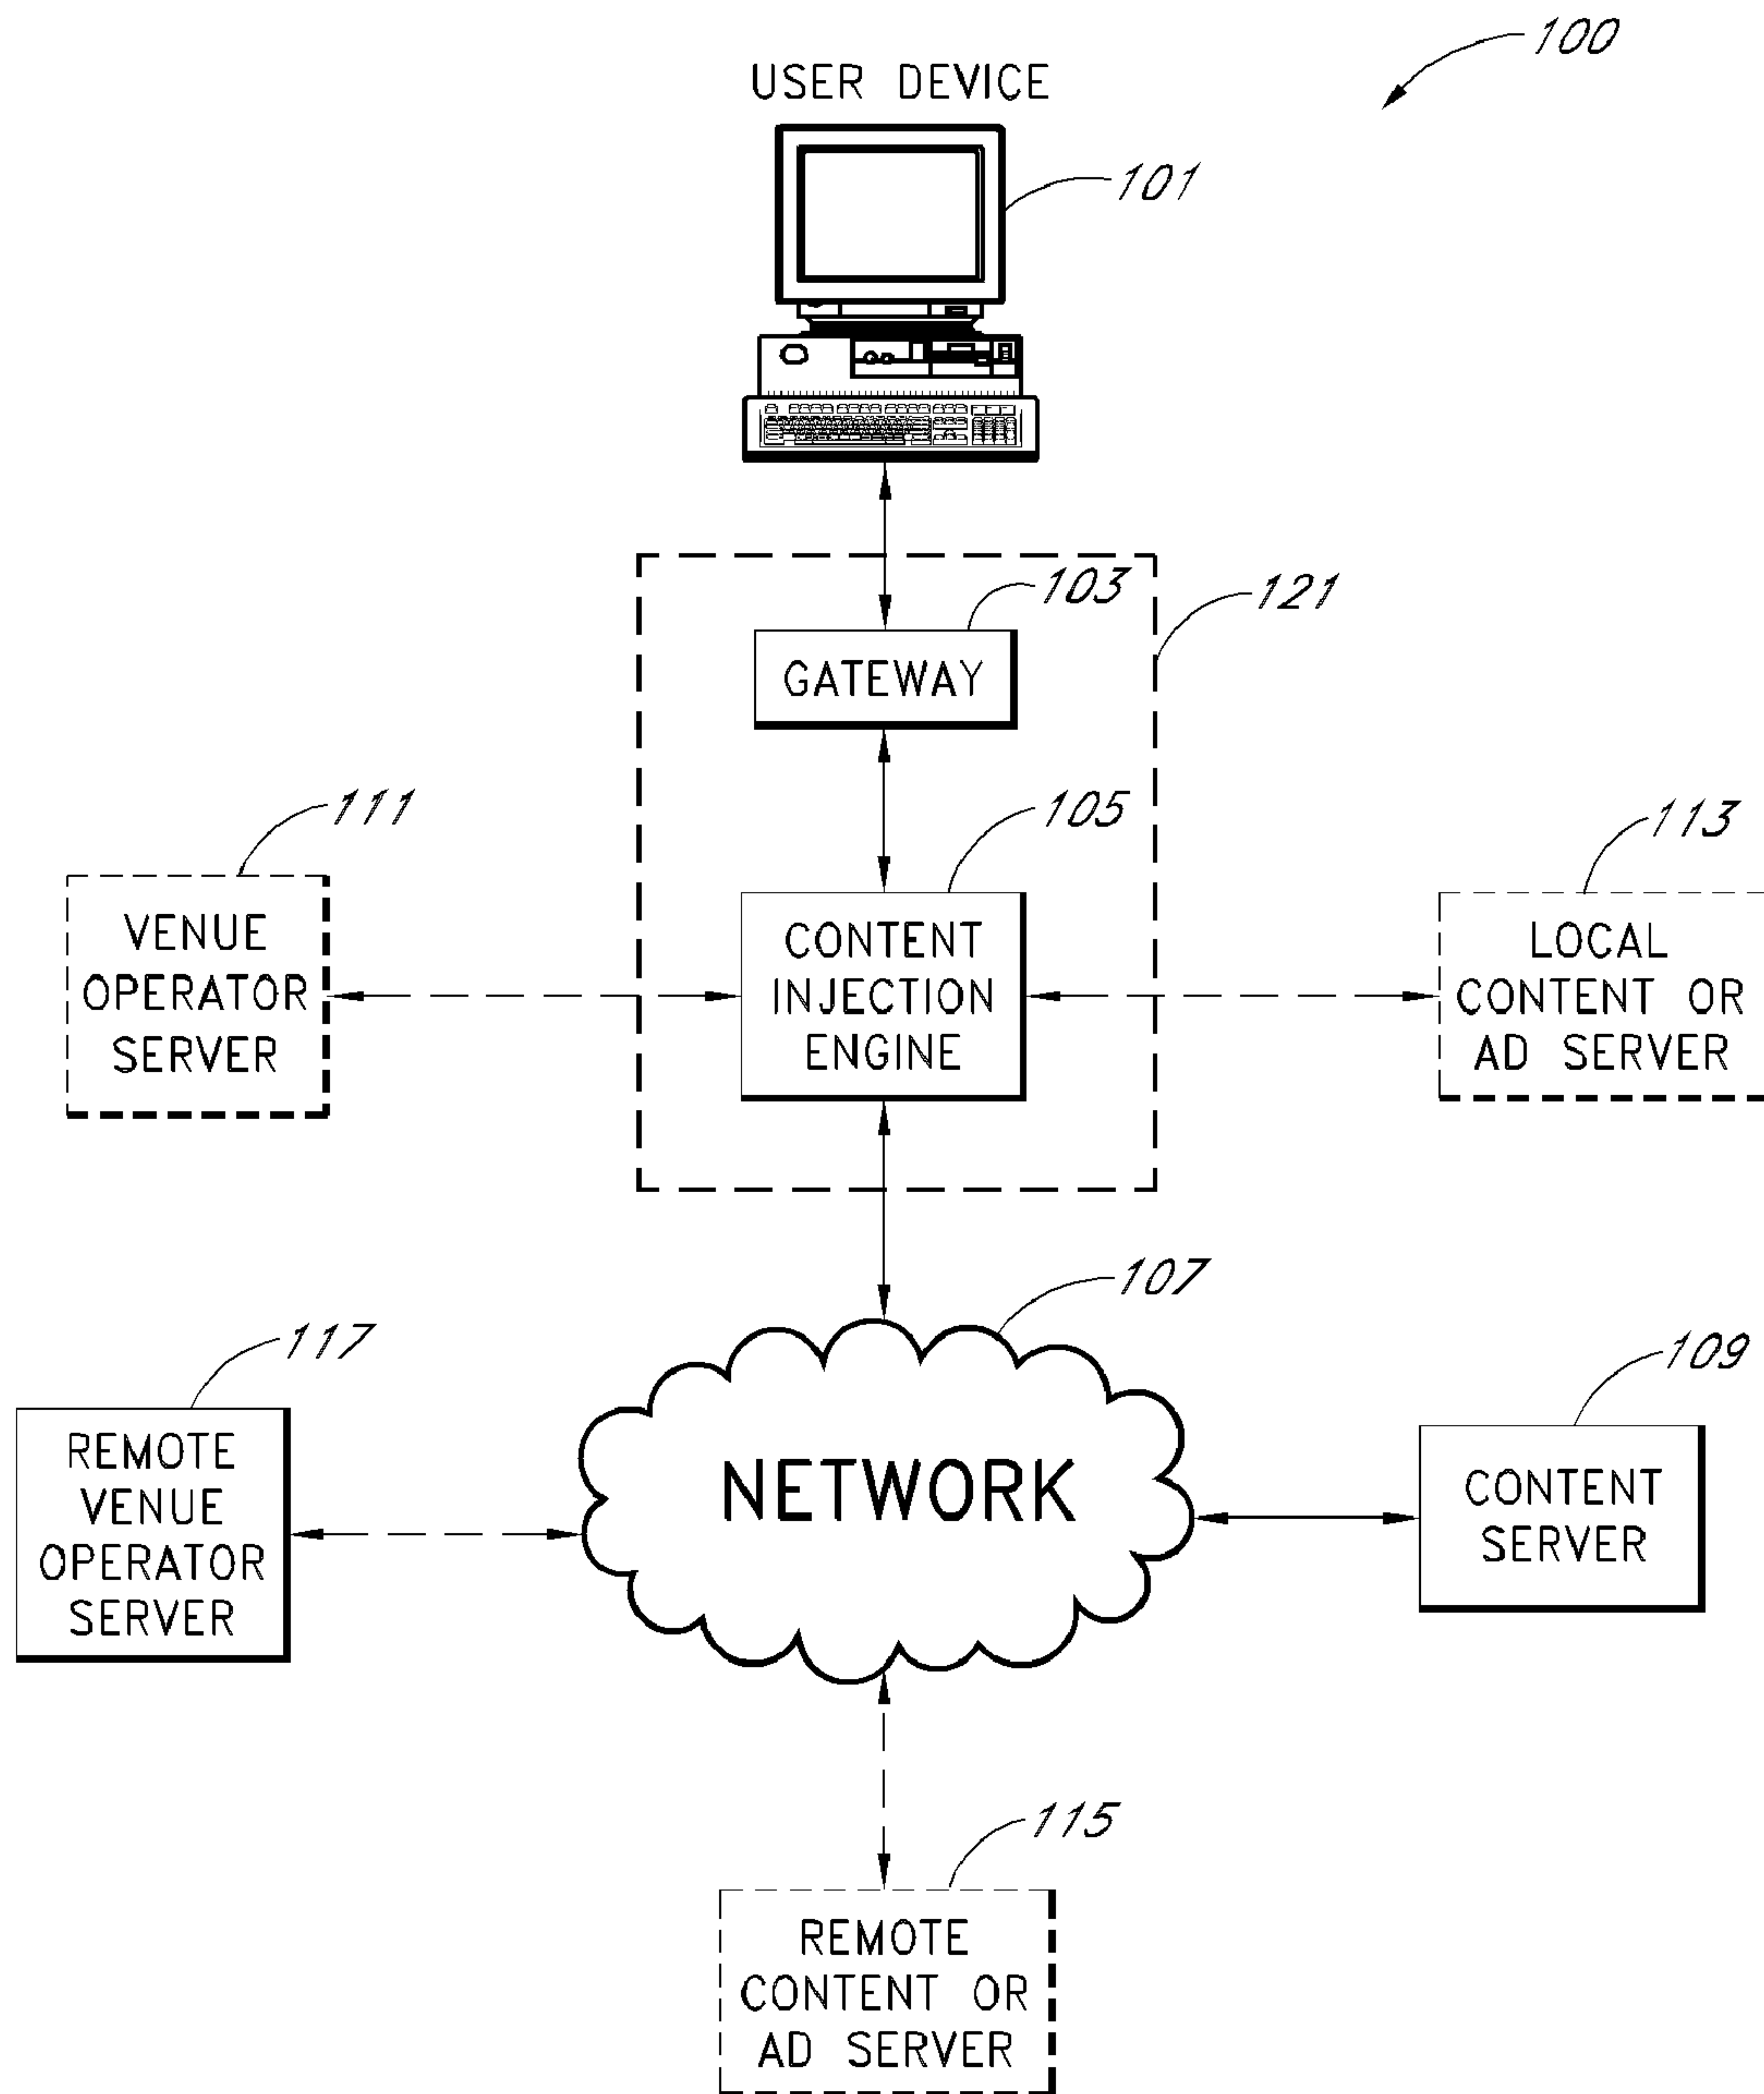 100
USER DEVICE
101
103
121
GATEWAY
111
105
113
VENUE
OPERATOR
SERVER
CONTENT
INJECTION
ENGINE
LOCAL
CONTENT OR
AD SERVER
107
117
109
REMOTE
VENUE
OPERATOR
SERVER
NETWORK
CONTENT
SERVER
115
REMOTE
CONTENT OR
AD SERVER